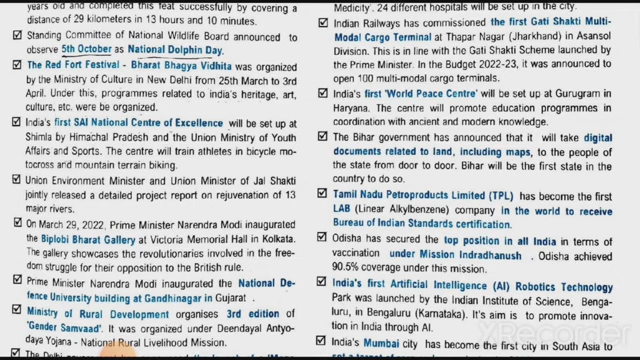 years old and completed this feat successfully by covering a
distance of 29 kilometers in 13 hours and 10 minutes.
☑ Standing Committee of National Wildlife Board announced to
observe 5th October as National Dolphin Day.
☑ The Red Fort Festival - Bharat Bhagya Vidhita was organized
by the Ministry of Culture in New Delhi from 25th March to 3rd
April. Under this, programmes related to india's heritage, art,
culture, etc. were be organized.
☑ India's first SAI National Centre of Excellence will be set up at
Shimla by Himachal Pradesh and the Union Ministry of Youth
Affairs and Sports. The centre will train athletes in bicycle mo-
tocross and mountain terrain biking.
☑ Union Environment Minister and Union Minister of Jal Shakti
jointly released a detailed project report on rejuvenation of 13
major rivers.
☑ On March 29, 2022, Prime Minister Narendra Modi inaugurated
the Biplobi Bharat Gallery at Victoria Memorial Hall in Kolkata.
The gallery showcases the revolutionaries involved in the free-
dom struggle for their opposition to the British rule.
☑ Prime Minister Narendra Modi inaugurated the National De-
fence University building at Gandhinagar in Gujarat .
☑ Ministry of Rural Development organises 3rd edition of
'Gender Samvaad'. It was organized under Deendayal Antyo-
daya Yojana - National Rural Livelihood Mission.
☑ The Delhi
Medicity. 24 different hospitals will be set up in the city.
☑ Indian Railways has commissioned the first Gati Shakti Multi-
Modal Cargo Terminal at Thapar Nagar (Jharkhand) in Asansol
Division. This is in line with the Gati Shakti Scheme launched by
the Prime Minister. In the Budget 2022-23, it was announced to
open 100 multi-modal cargo terminals.
☑ India's first 'World Peace Centre' will be set up at Gurugram in
Haryana. The centre will promote education programmes in
coordination with ancient and modern knowledge.
☑ The Bihar government has announced that it will take digital
documents related to land, including maps, to the people of
the state from door to door. Bihar will be the first state in the
country to do so.
☑ Tamil Nadu Petroproducts Limited (TPL) has become the first
LAB (Linear Alkylbenzene) company in the world to receive
Bureau of Indian Standards certification.
☑ Odisha has secured the top position in all India in terms of
vaccination under Mission Indradhanush. Odisha achieved
90.5% coverage under this mission.
☑ India's first Artificial Intelligence (AI) Robotics Technology
Park was launched by the Indian Institute of Science, Benga-
luru, in Bengaluru (Karnataka). It's aim is to promote innova-
tion in India through AI.
☑ India's Mumbai city has become the first city in South Asia to